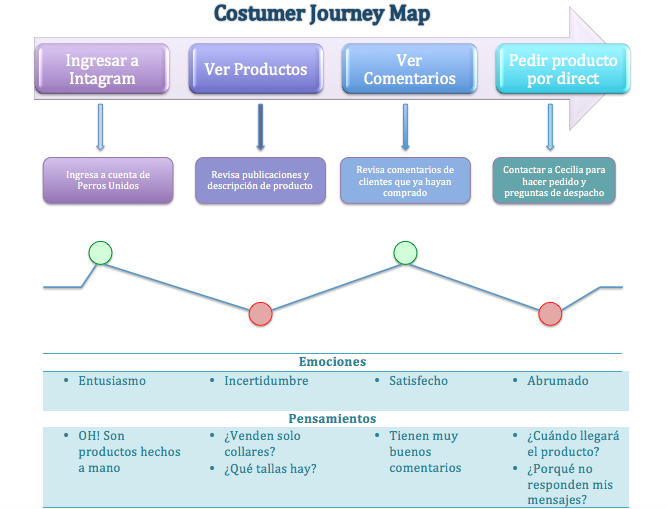 Costumer Journey Map
Ingresar a
Intagram
Ver Productos
Ver
Comentarios
Pedir producto
por direct
Ingresa a cuenta de
Perros Unidos
Revisa publicaciones y
descripción de producto
Revisa comentarios de
clientes que ya hayan
comprado
Contactar a Cecilia para
hacer pedido y
preguntas de despacho
Emociones
• Entusiasmo
• Incertidumbre
• Satisfecho
• Abrumado
Pensamientos
• OH! Son
productos hechos
a mano
• ¿Venden solo
collares?
• ¿Qué tallas hay?
• Tienen muy
buenos
comentarios
• ¿Cuándo llegará
el producto?
• ¿Porqué no
responden mis
mensajes?